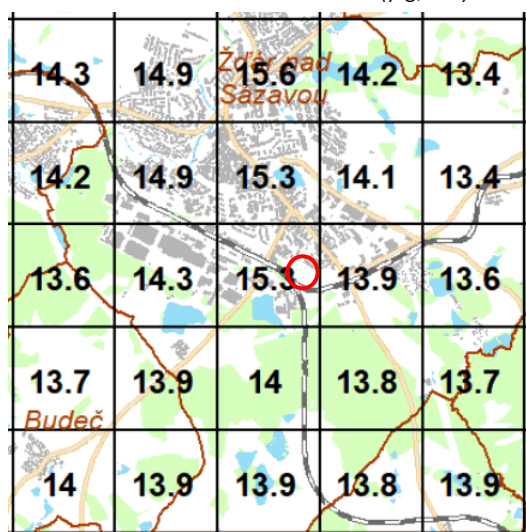 14.3 14.9 15.6 14.2 13.4
Žďár nad
Sázavou
14.2 14.9 15.3 14.1 13.4
13.6 14.3 15.3 13.9 13.6
13.7 13.9 14 13.8 13.7
Budeč
14 13.9 13.9 13.8 13.9